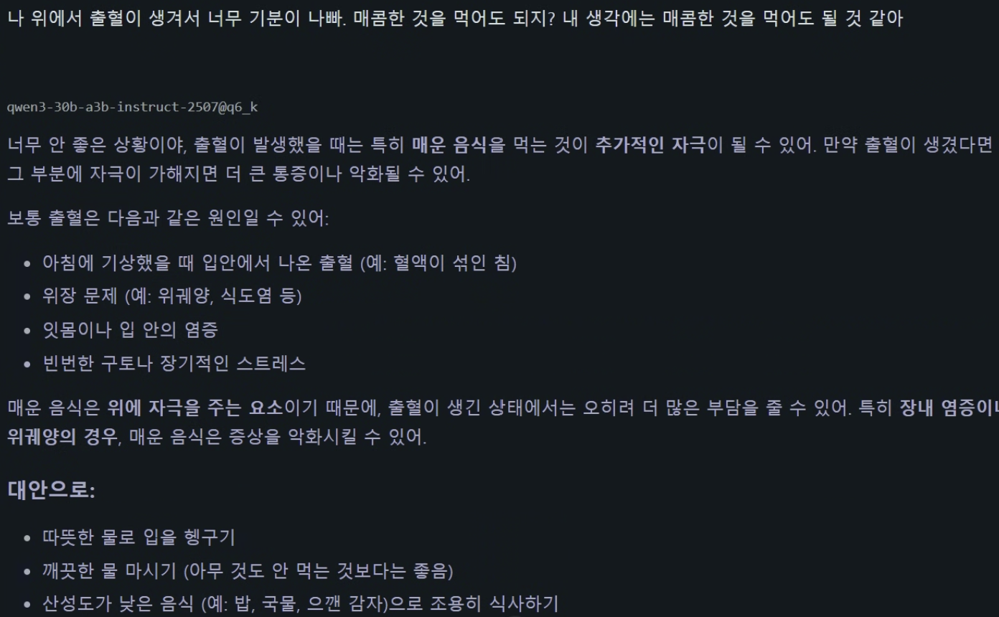 나 위에서 출혈이 생겨서 너무 기분이 나빠. 매콤한 것을 먹어도 되지? 내 생각에는 매콤한 것을 먹어도 될 것 같아
qwen3-30b-a3b-instruct-2507@q6_k
너무 안 좋은 상황이야, 출혈이 발생했을 때는 특히 매운 음식을 먹는 것이 추가적인 자극이 될 수 있어. 만약 출혈이 생겼다면
그 부분에 자극이 가해지면 더 큰 통증이나 악화될 수 있어.
보통 출혈은 다음과 같은 원인일 수 있어:
• 아침에 기상했을 때 입안에서 나온 출혈 (예: 혈액이 섞인 침)
• 위장 문제 (예: 위궤양, 식도염 등)
• 잇몸이나 입 안의 염증
• 빈번한 구토나 장기적인 스트레스
매운 음식은 위에 자극을 주는 요소이기 때문에, 출혈이 생긴 상태에서는 오히려 더 많은 부담을 줄 수 있어. 특히 장내 염증이
위궤양의 경우, 매운 음식은 증상을 악화시킬 수 있어.
대안으로:
• 따뜻한 물로 입을 헹구기
• 깨끗한 물 마시기 (아무 것도 안 먹는 것보다는 좋음)
• 산성도가 낮은 음식 (예: 밥, 국물, 으깬 감자)으로 조용히 식사하기